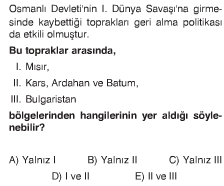 Osmanlı Devleti'nin I. Dünya Savaşı'na girme-
sinde kaybettiği toprakları geri alma politikası
da etkili olmuştur.
Bu topraklar arasında,
I. Mısır,
II. Kars, Ardahan ve Batum,
III. Bulgaristan
bölgelerinden hangilerinin yer aldığı söyle-
nebilir?
A) Yalnız I B) Yalnız II C) Yalnız III
D) I ve II E) II ve III